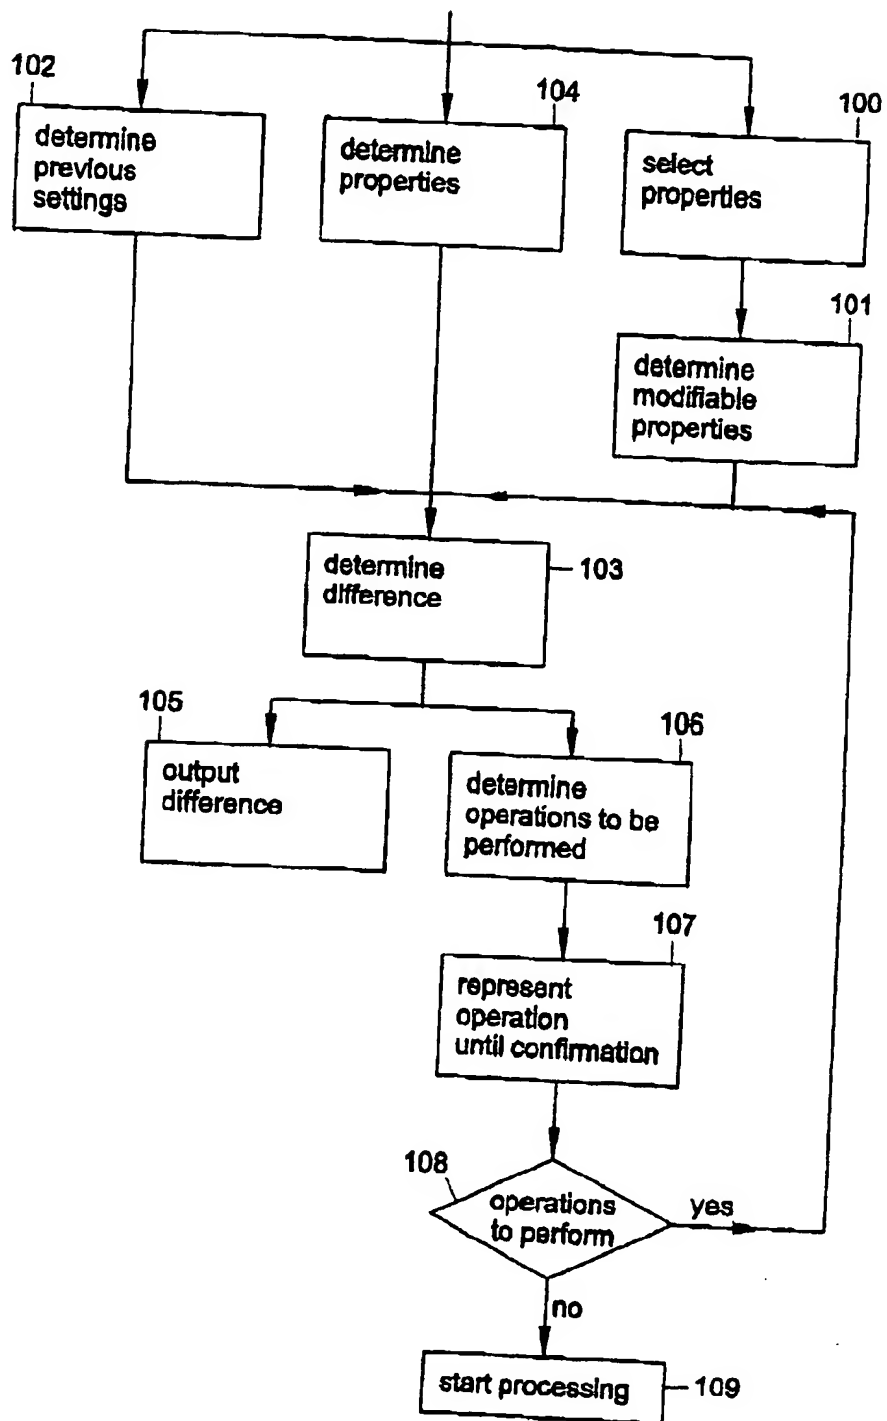 102
determine
previous
settings
104
determine
properties
100
select
properties
101
determine
modifiable
properties
determine
difference
103
105
output
difference
106
determine
operations to be
performed
107
represent
operation
until confirmation
108
operations
to perform
yes
no
start processing
109